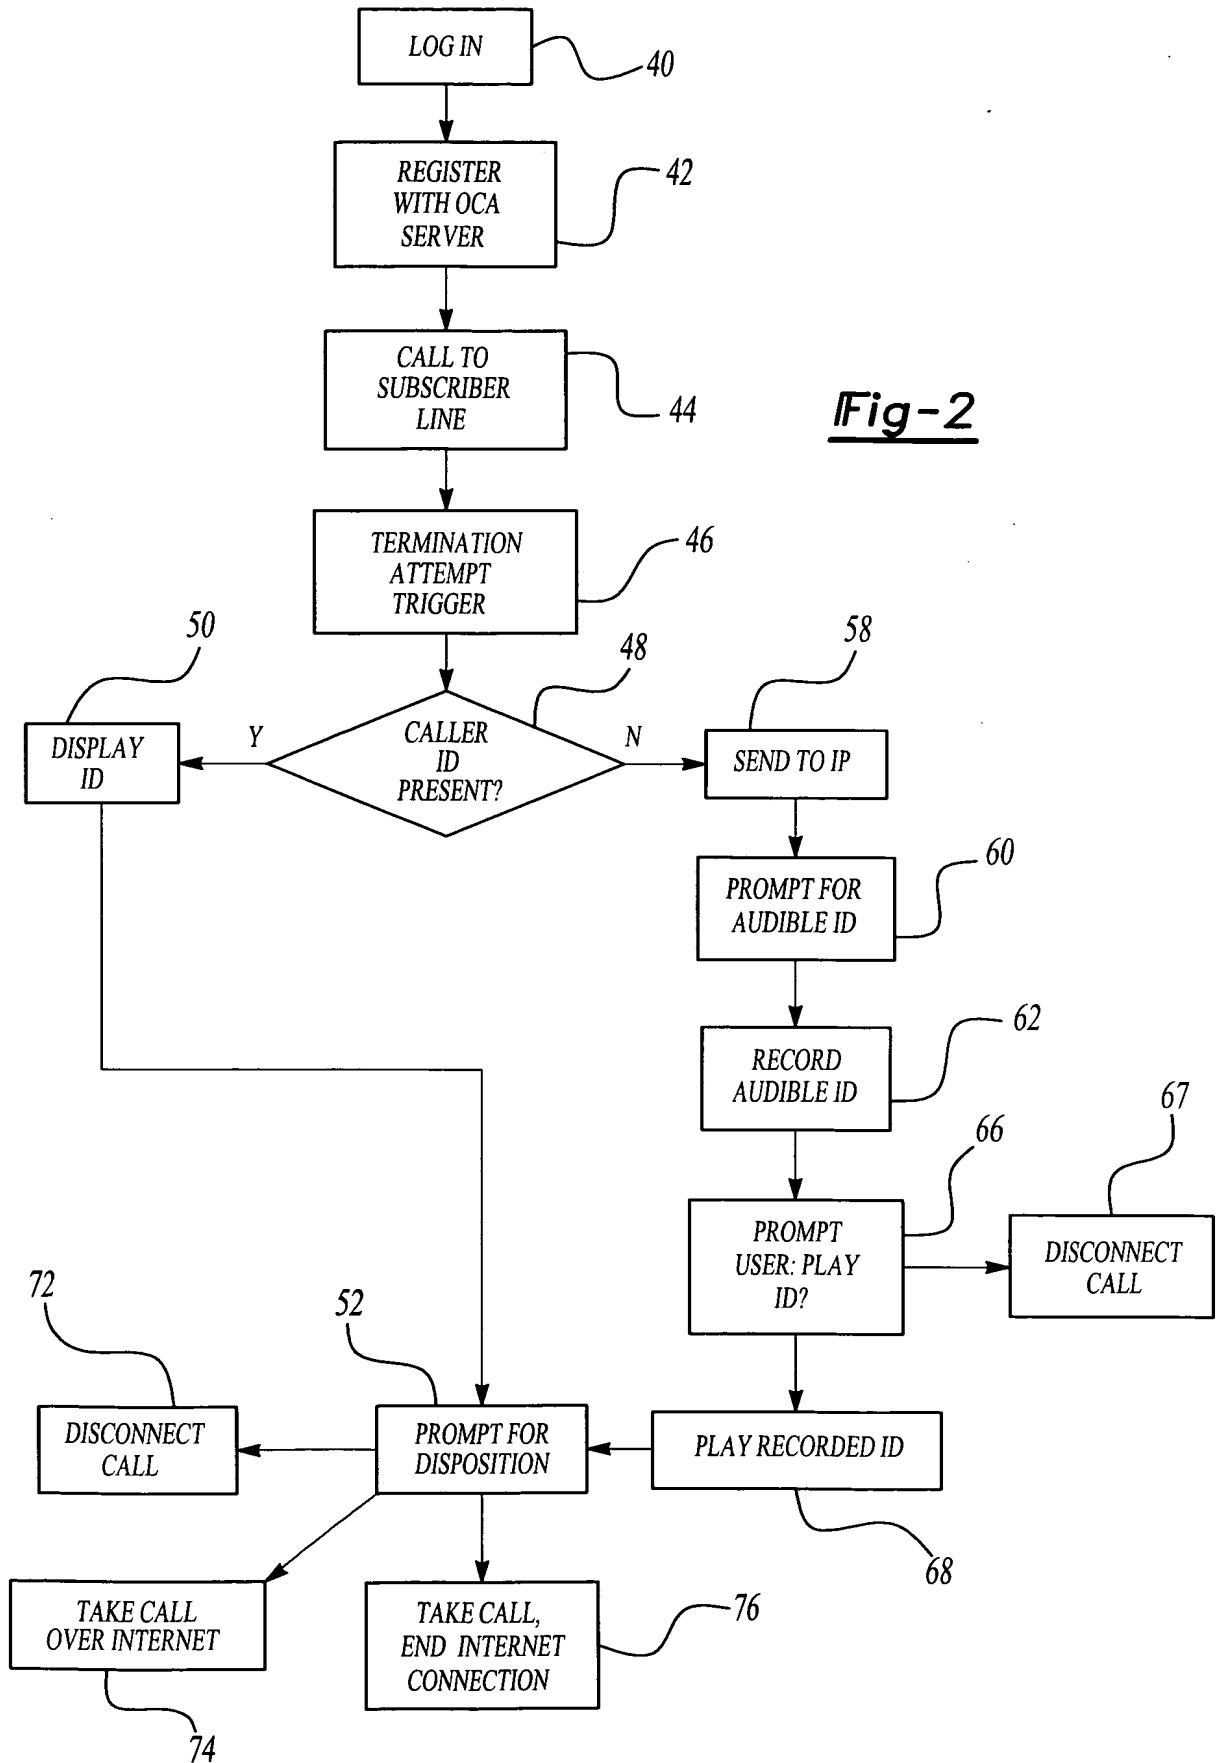 LOG IN
40
REGISTER
WITH OCA
SERVER
42
CALL TO
SUBSCRIBER
LINE
44
Fig-2
TERMINATION
ATTEMPT
TRIGGER
46
50
48
58
DISPLAY
ID
Y
CALLER
ID
PRESENT?
N
SEND TO IP
PROMPT FOR
AUDIBLE ID
60
RECORD
AUDIBLE ID
62
67
66
PROMPT
USER: PLAY
ID?
DISCONNECT
CALL
72
52
DISCONNECT
CALL
PROMPT FOR
DISPOSITION
PLAY RECORDED ID
68
TAKE CALL
OVER INTERNET
74
TAKE CALL,
END INTERNET
CONNECTION
76